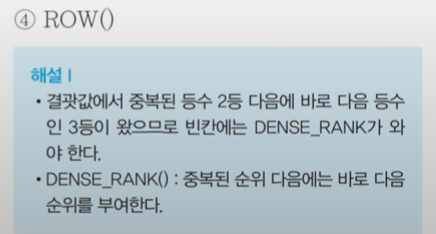 ④ ROW()
해설 |
• 결괏값에서 중복된 등수 2등 다음에 바로 다음 등수
인 3등이 왔으므로 빈칸에는 DENSE_RANK가 와
야 한다.
• DENSE_RANK() : 중복된 순위 다음에는 바로 다음
순위를 부여한다.